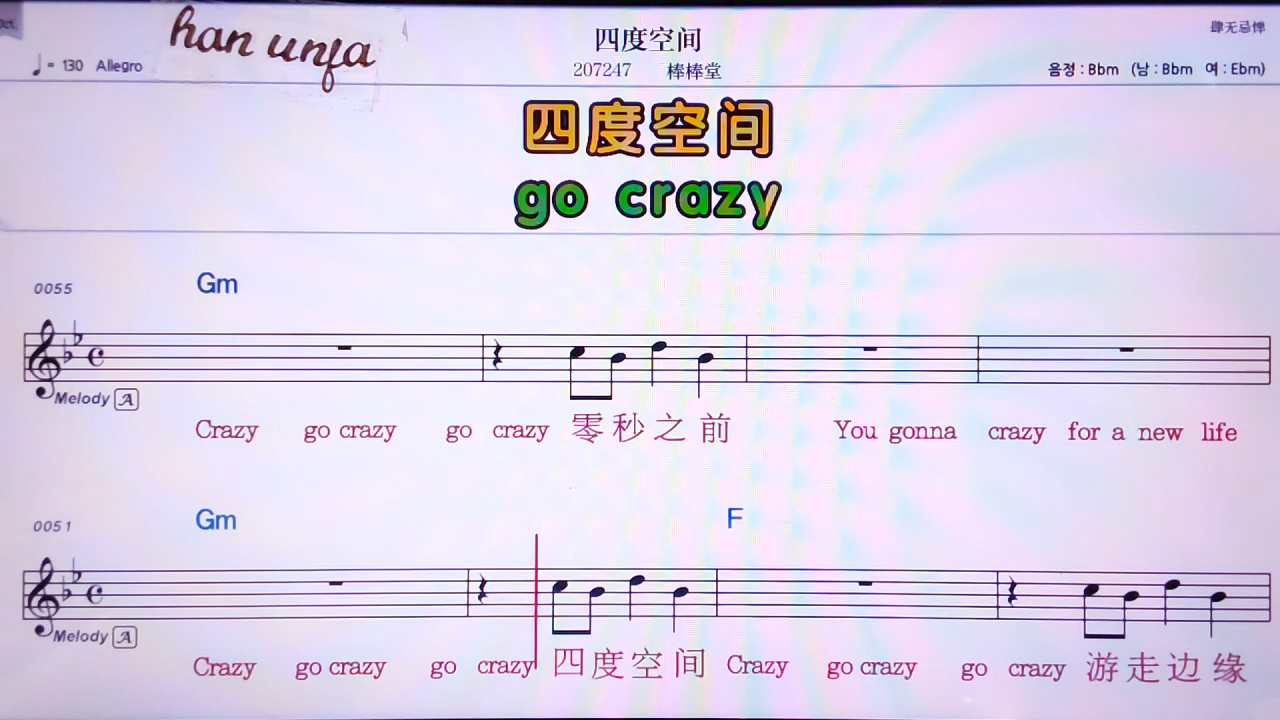 han unfa
四度空间
肆无忌惮
♩= 130 Allegro
207247 棒棒堂
음정 : Bbm (남 : Bbm 여 : Ebm)
四度空间
go crazy
0055
Gm
Melody A
Crazy go crazy go crazy 零秒之前 You gonna crazy for a new life
0051
Gm F
Melody A
Crazy go crazy go crazy 四度空间 Crazy go crazy go crazy 游走边缘